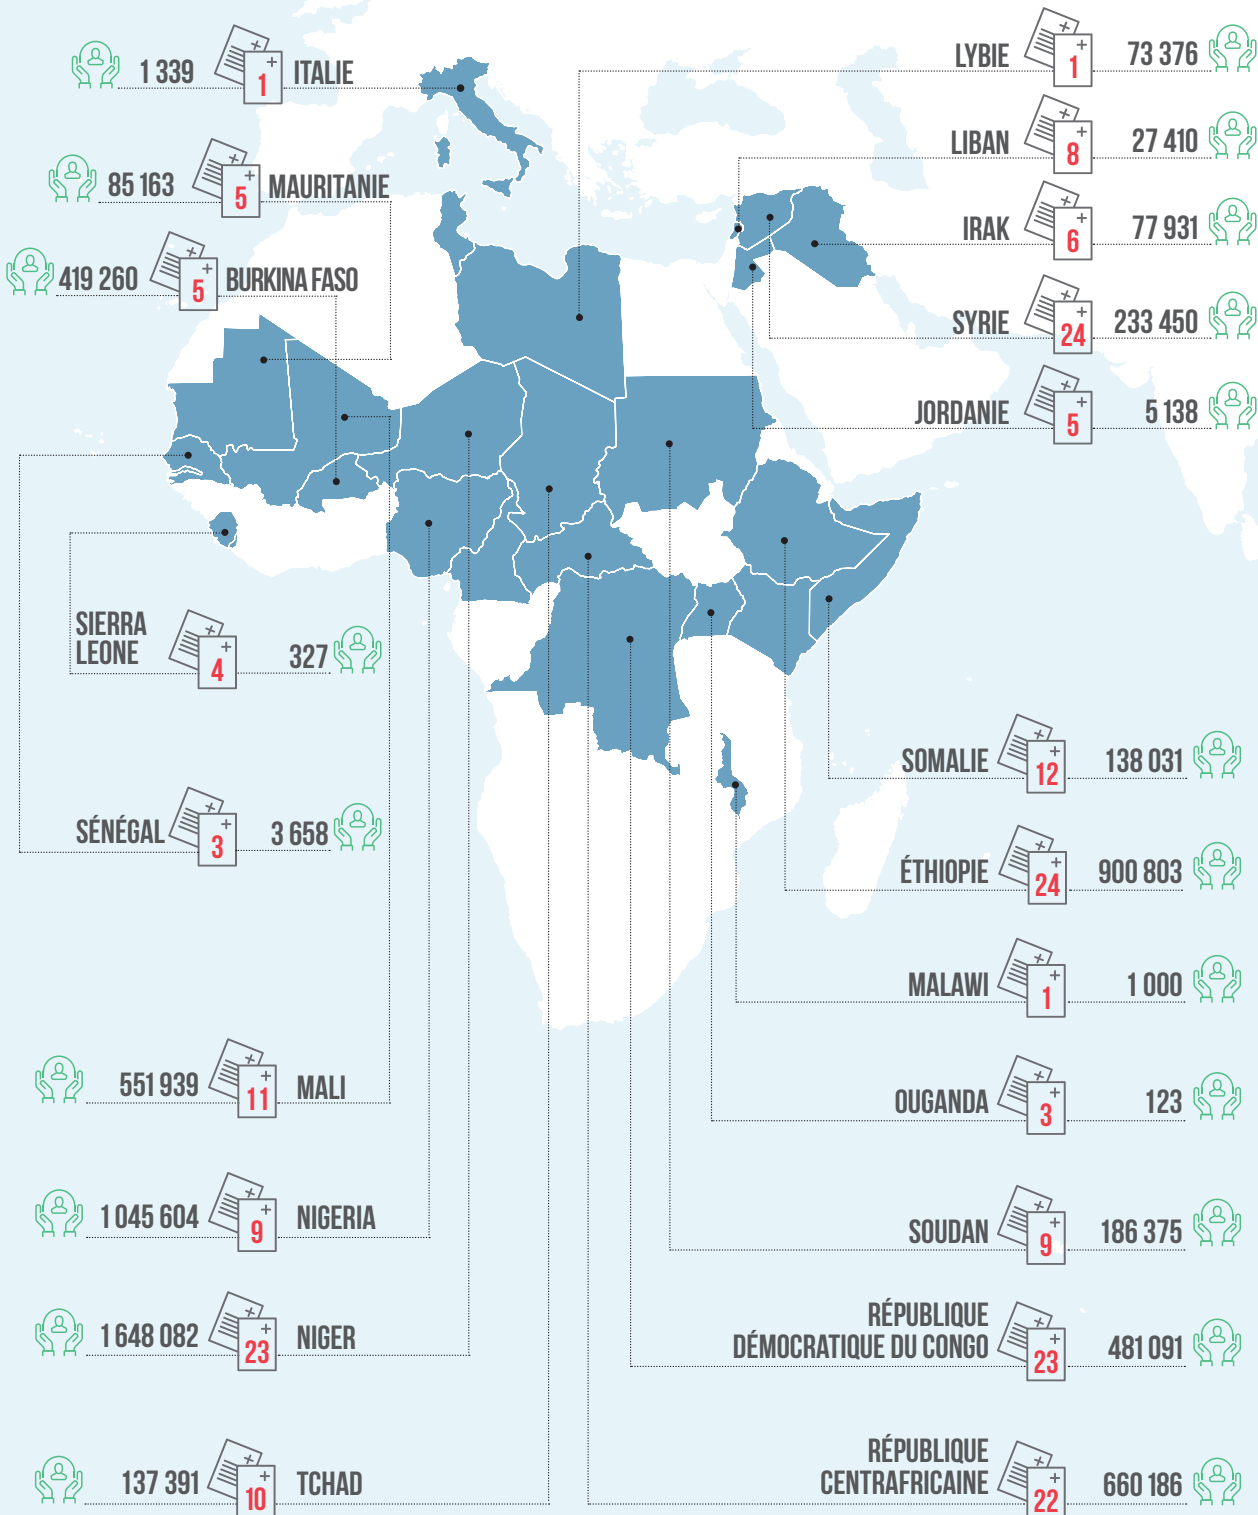 1 339 1 ITALIE
85 163 5 MAURITANIE
419 260 5 BURKINA FASO
SIERRA
LEONE 4 327
SÉNÉGAL 3 3 658
551 939 11 MALI
1 045 604 9 NIGERIA
1 648 082 23 NIGER
137 391 10 TCHAD
LYBIE 1 73 376
LIBAN 8 27 410
IRAK 6 77 931
SYRIE 24 233 450
JORDANIE 5 5 138
SOMALIE 12 138 031
ÉTHIOPIE 24 900 803
MALAWI 1 1 000
OUGANDA 3 123
SOUDAN 9 186 375
RÉPUBLIQUE
DÉMOCRATIQUE DU CONGO 23 481 091
RÉPUBLIQUE
CENTRAFRICAINE 22 660 186